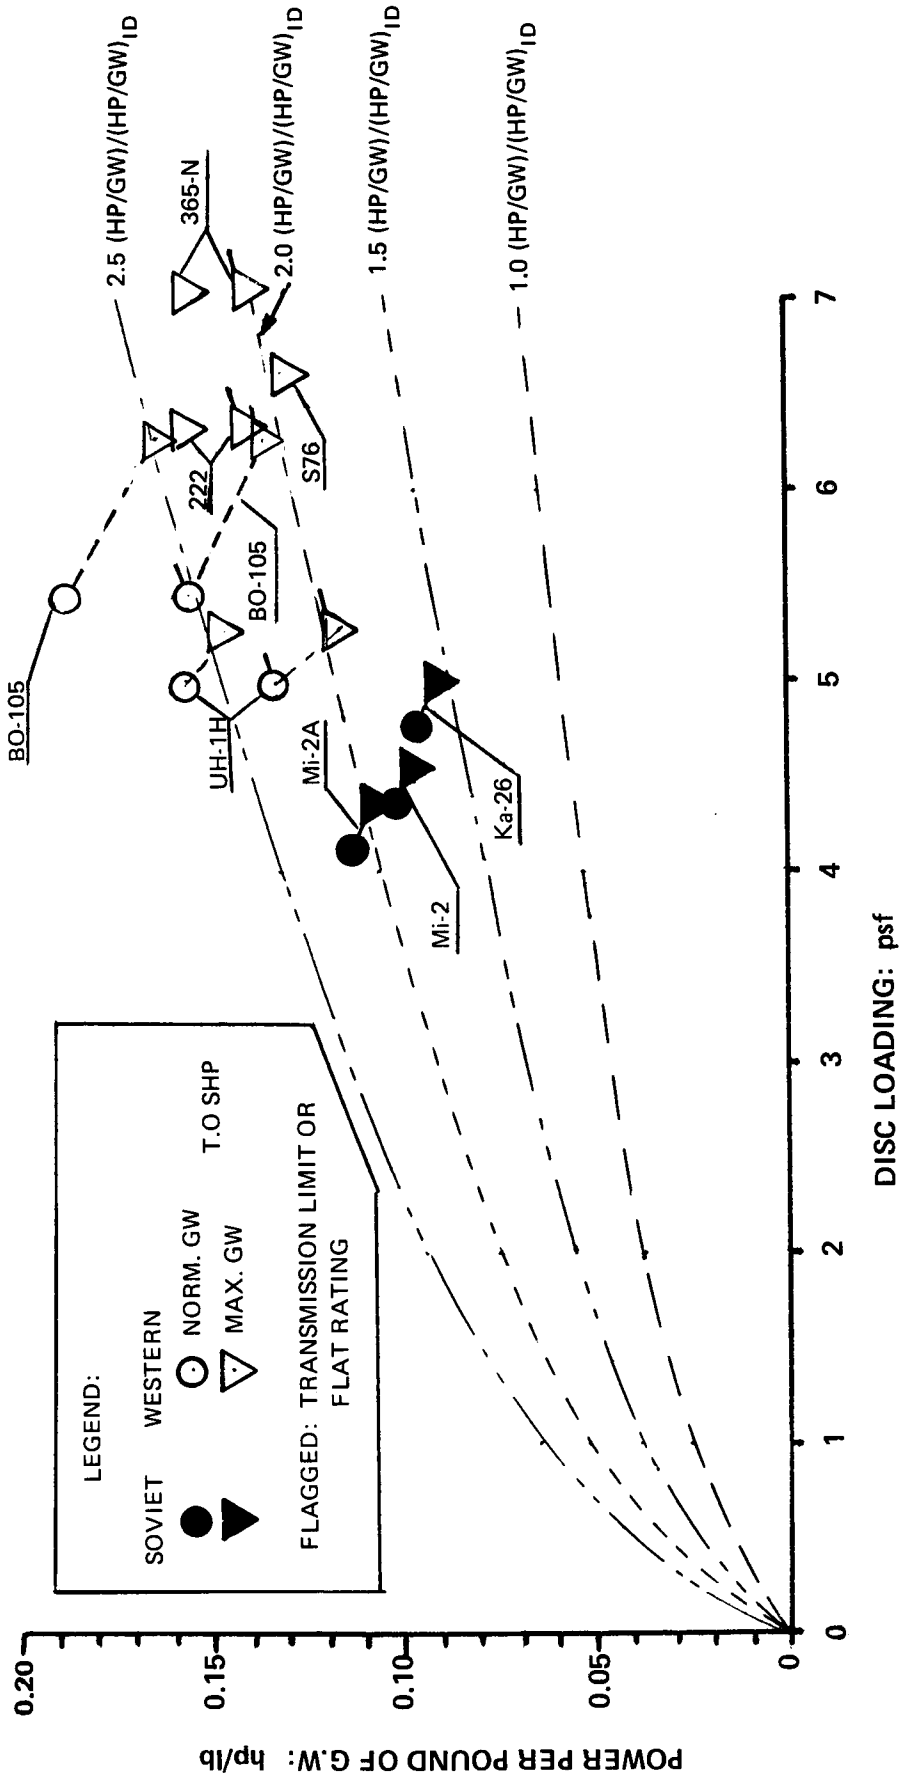 LEGEND:
SOVIET WESTERN
NORM. GW
MAX. GW
T.O SHP
FLAGGED: TRANSMISSION LIMIT OR
FLAT RATING
2.5 (HP/GW)/(HP/GW)ID
2.0 (HP/GW)/(HP/GW)ID
1.5 (HP/GW)/(HP/GW)ID
1.0 (HP/GW)/(HP/GW)ID
BO-105
UH-1H
222
365-N
BO-105
S76
Mi-2A
Mi-2
Ka-26
0.20
0.15
0.10
0.05
0
POWER PER POUND OF G.W: hp/lb
0 1 2 3 4 5 6 7
DISC LOADING: psf